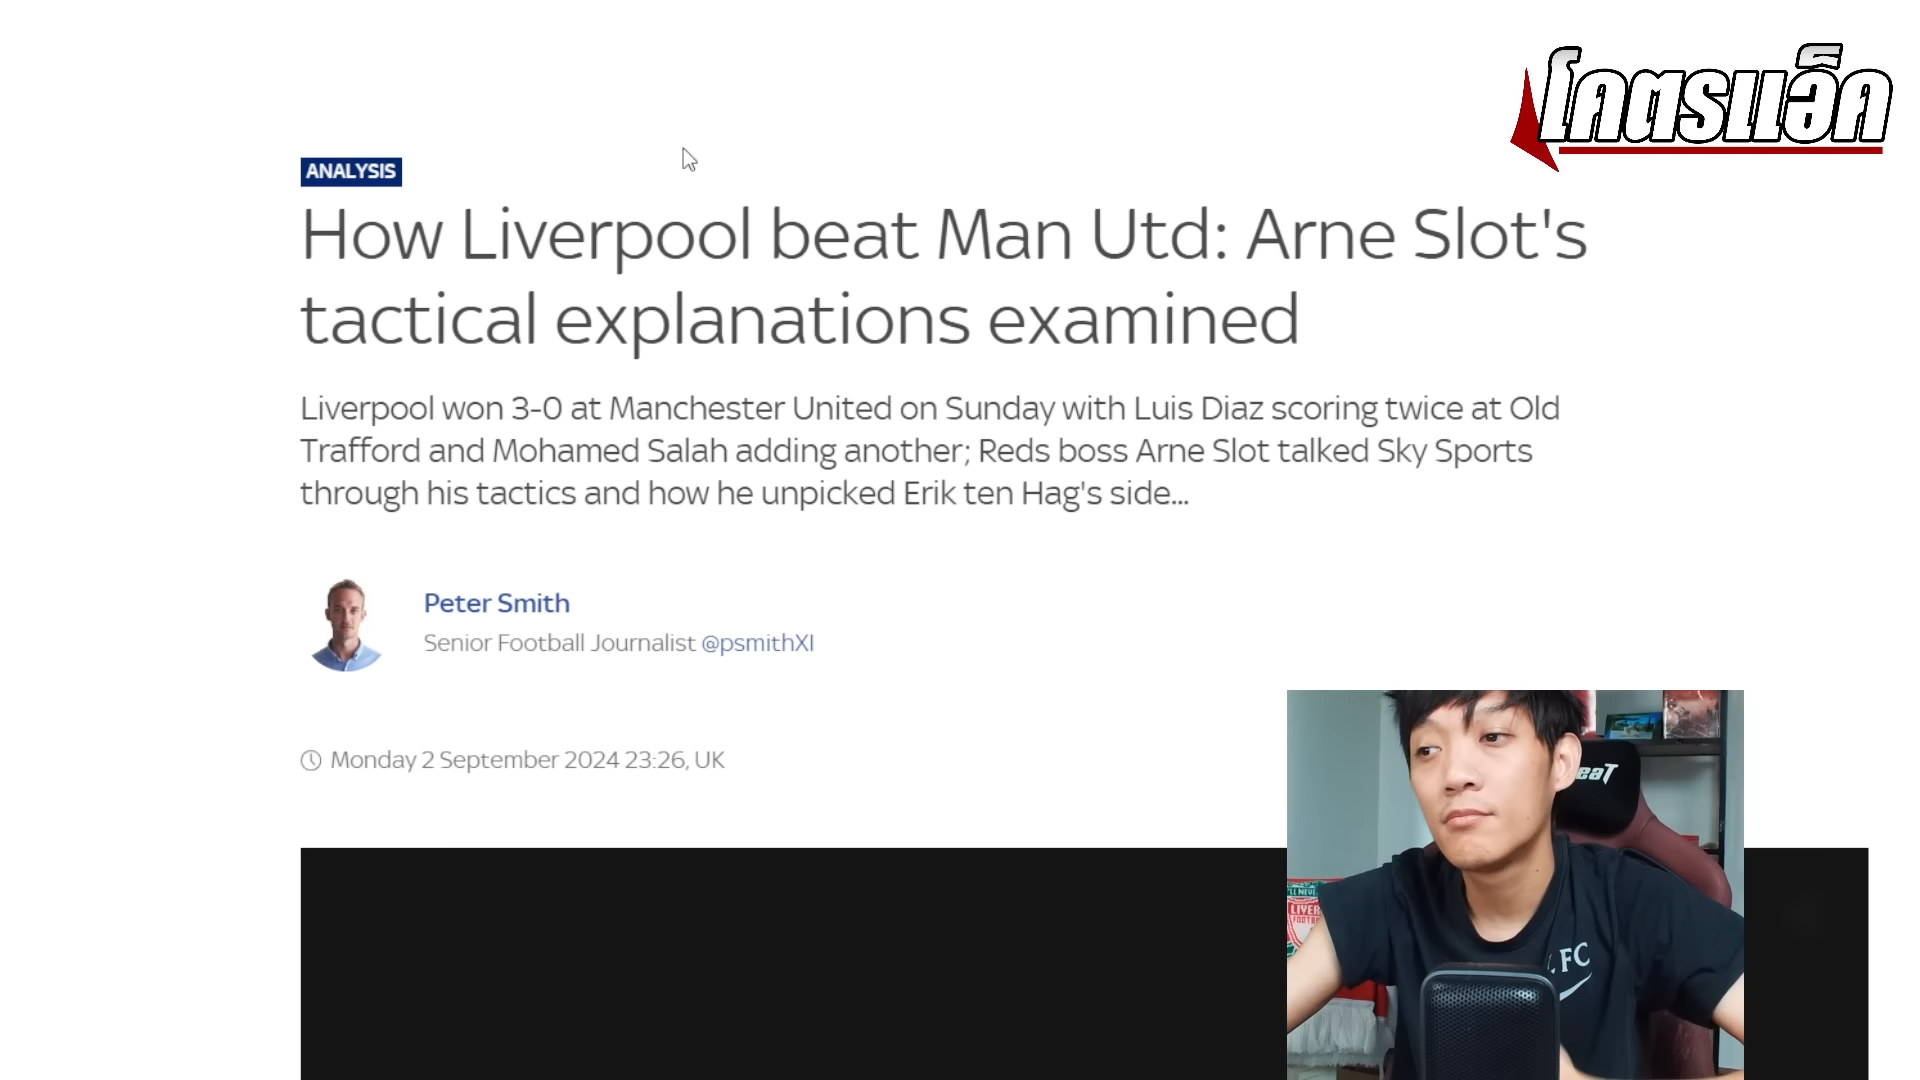 โคตรแอ็ค
ANALYSIS
How Liverpool beat Man Utd: Arne Slot's
tactical explanations examined
Liverpool won 3-0 at Manchester United on Sunday with Luis Diaz scoring twice at Old
Trafford and Mohamed Salah adding another; Reds boss Arne Slot talked Sky Sports
through his tactics and how he unpicked Erik ten Hag's side...
Peter Smith
Senior Football Journalist @psmithXI
Monday 2 September 2024 23:26, UK
FC